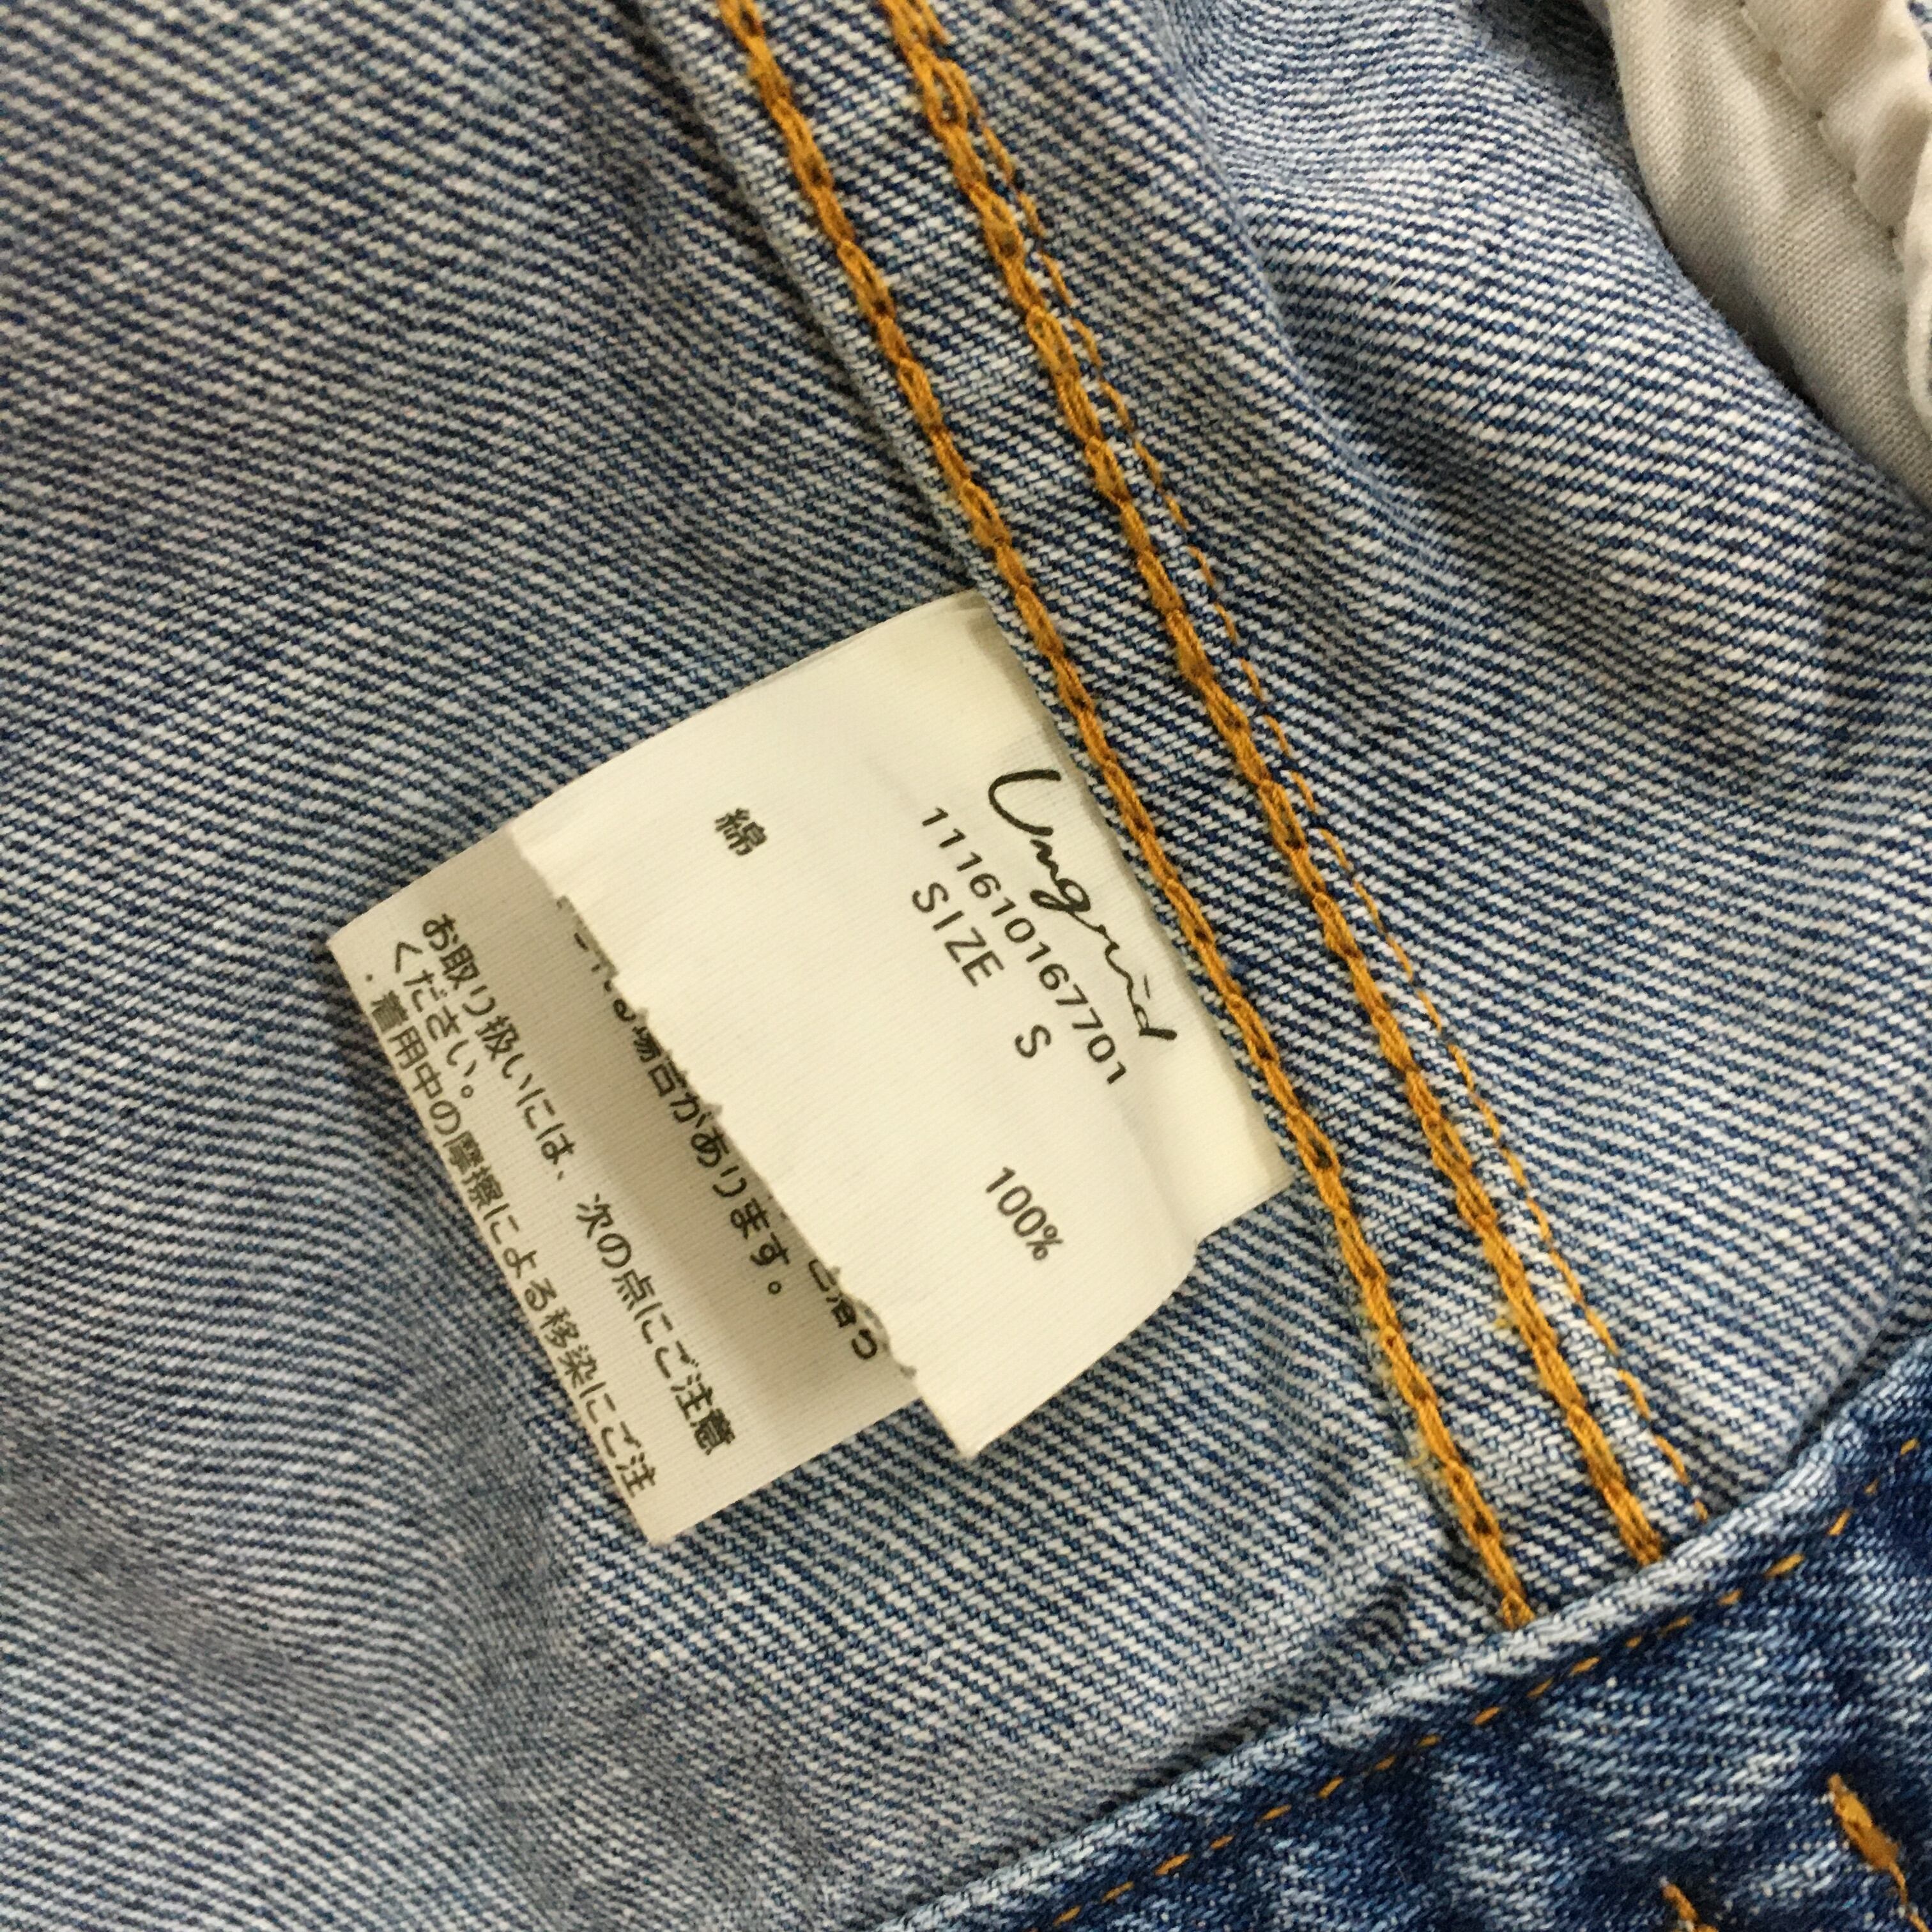 Ungrid
111610167701
SIZE S
綿 100%
る場合があります。
お取り扱いには、次の点にご注意
ください。
・着用中の摩擦による移染にご注